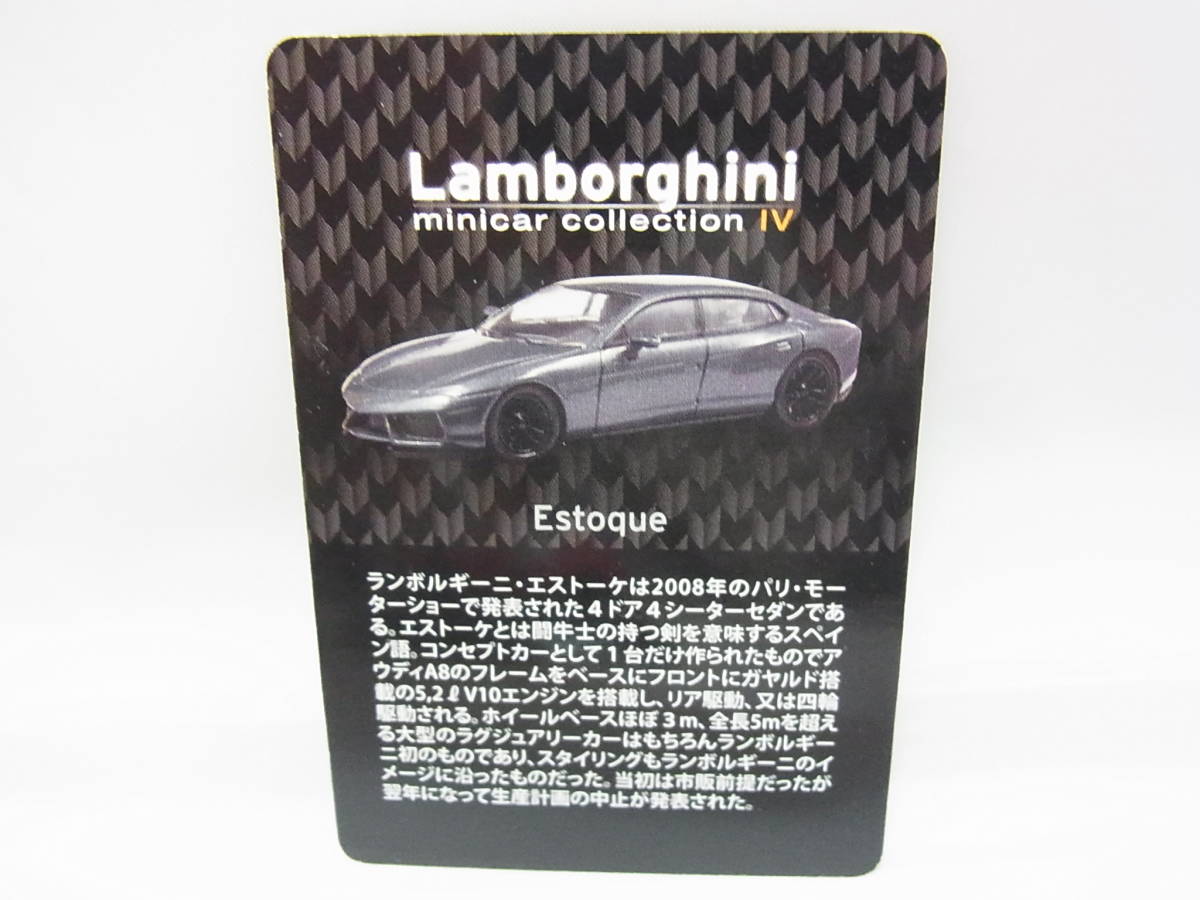 Lamborghini
minicar collection IV
Estoque
ランボルギーニ・エストーケは2008年のパリ・モー
ターショーで発表された4ドア4シーターセダンであ
る。エストーケとは闘牛士の持つ剣を意味するスペイ
ン語。コンセプトカーとして1台だけ作られたものでア
ウディA8のフレームをベースにフロントにガヤルド搭
載の5.2ℓV10エンジンを搭載し、リア駆動、又は四輪
駆動される。ホイールベースほぼ3m、全長5mを超え
る大型のラグジュアリーカーはもちろんランボルギー
ニ初のものであり、スタイリングもランボルギーニのイ
メージに沿ったものだった。当初は市販前提だったが
翌年になって生産計画の中止が発表された。